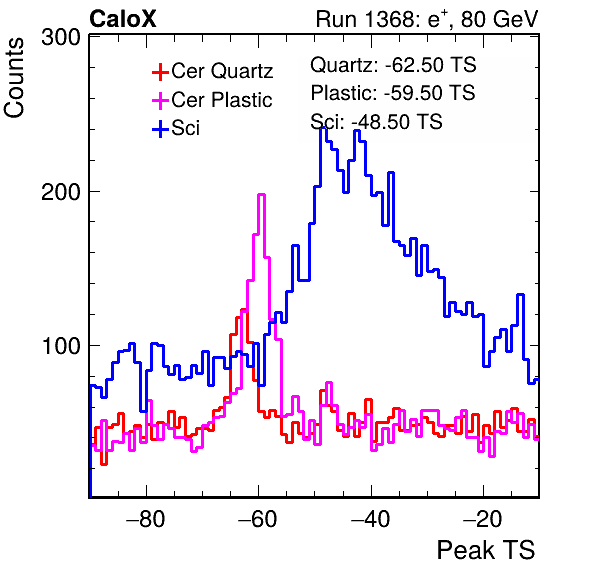 CaloX Run 1368: e⁺, 80 GeV
Counts
300
200
100
Cer Quartz
Cer Plastic
Sci
Quartz: -62.50 TS
Plastic: -59.50 TS
Sci: -48.50 TS
−80 −60 −40 −20
Peak TS